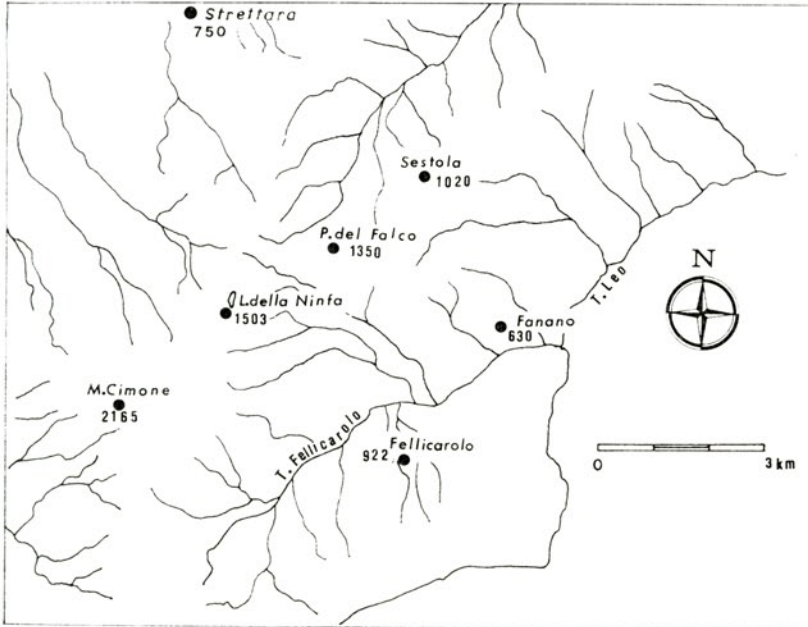 Strettara
750
Sestola
1020
P. del Falco
1350
L.della Ninfa
1503
T. Leo
N
Fanano
630
M.Cimone
2165
T. Fellicarolo
Fellicarolo
922
0 3 km